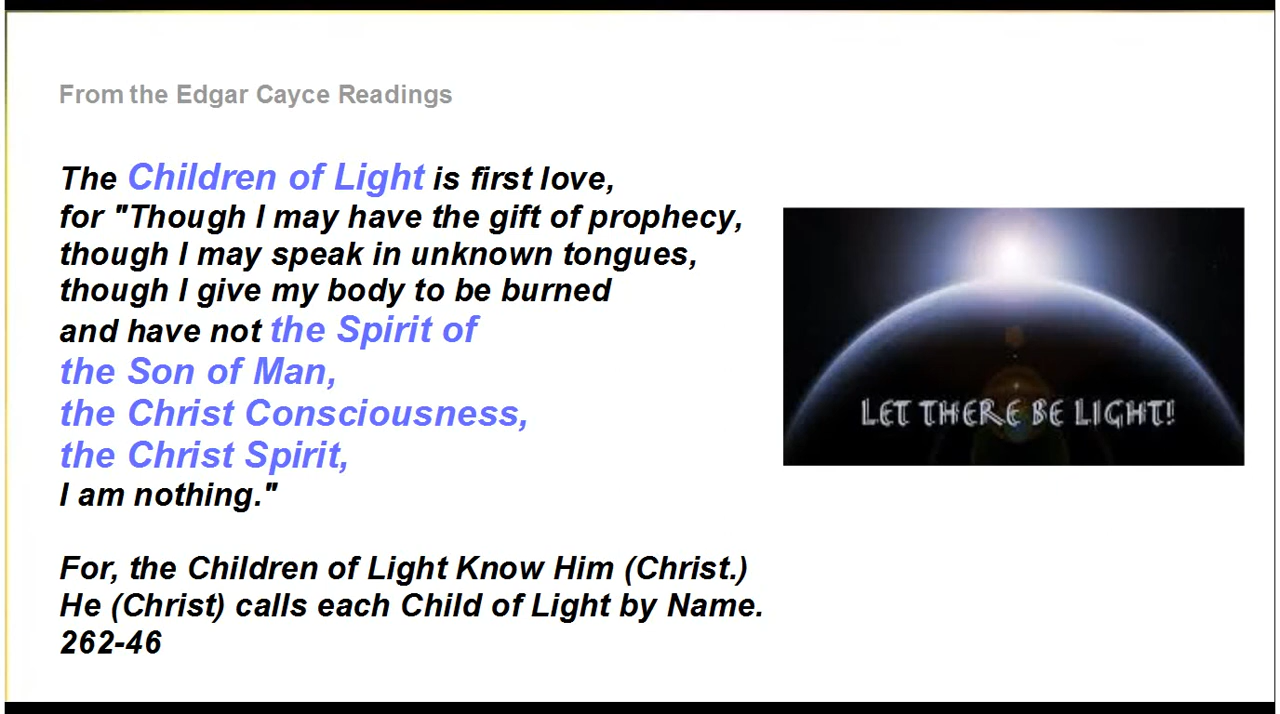 From the Edgar Cayce Readings
The Children of Light is first love,
for "Though I may have the gift of prophecy,
though I may speak in unknown tongues,
though I give my body to be burned
and have not the Spirit of
the Son of Man,
the Christ Consciousness,
the Christ Spirit,
I am nothing."
For, the Children of Light Know Him (Christ.)
He (Christ) calls each Child of Light by Name.
262-46
LET THERE BE LIGHT!